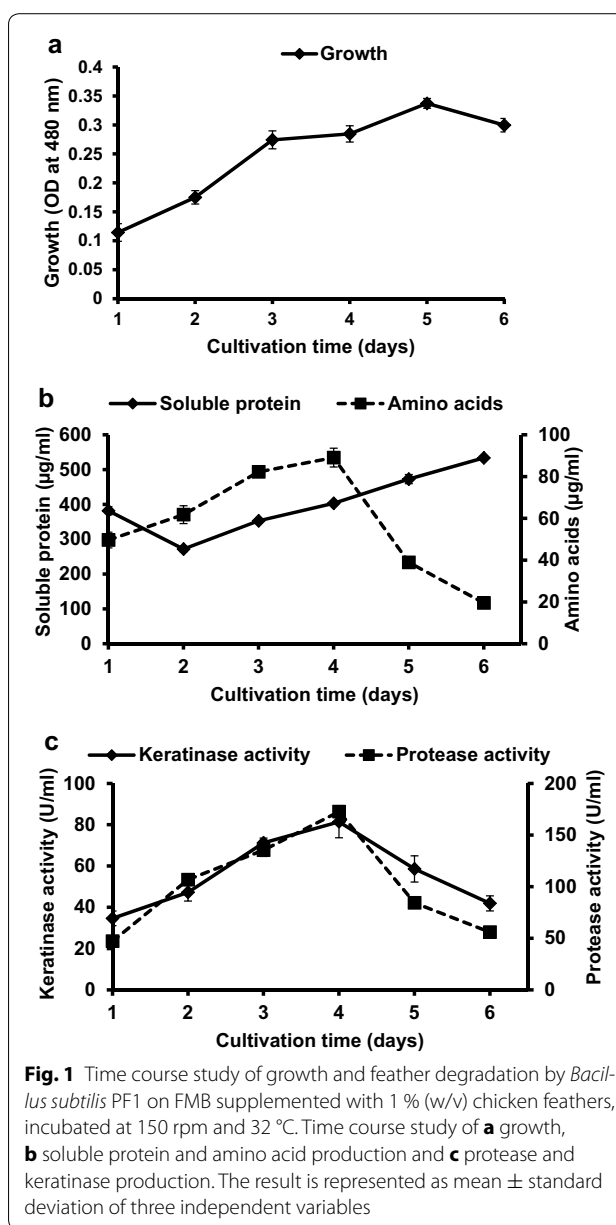 a
Growth
0.4
0.35
0.3
0.25
0.2
0.15
0.1
0.05
0
Growth (OD at 480 nm)
1 2 3 4 5 6
Cultivation time (days)
b
Soluble protein Amino acids
600 100
500 80
400 60
300
200 40
100 20
0 0
Soluble protein (µg/ml)
Amino acids (µg/ml)
1 2 3 4 5 6
Cultivation time (days)
c
Keratinase activity Protease activity
100 200
80 150
60
40 100
20 50
0 0
Keratinase activity (U/ml)
Protease activity (U/ml)
1 2 3 4 5 6
Cultivation time (days)
Fig. 1 Time course study of growth and feather degradation by Bacil-
lus subtilis PF1 on FMB supplemented with 1 % (w/v) chicken feathers,
incubated at 150 rpm and 32 °C. Time course study of a growth,
b soluble protein and amino acid production and c protease and
keratinase production. The result is represented as mean ± standard
deviation of three independent variables